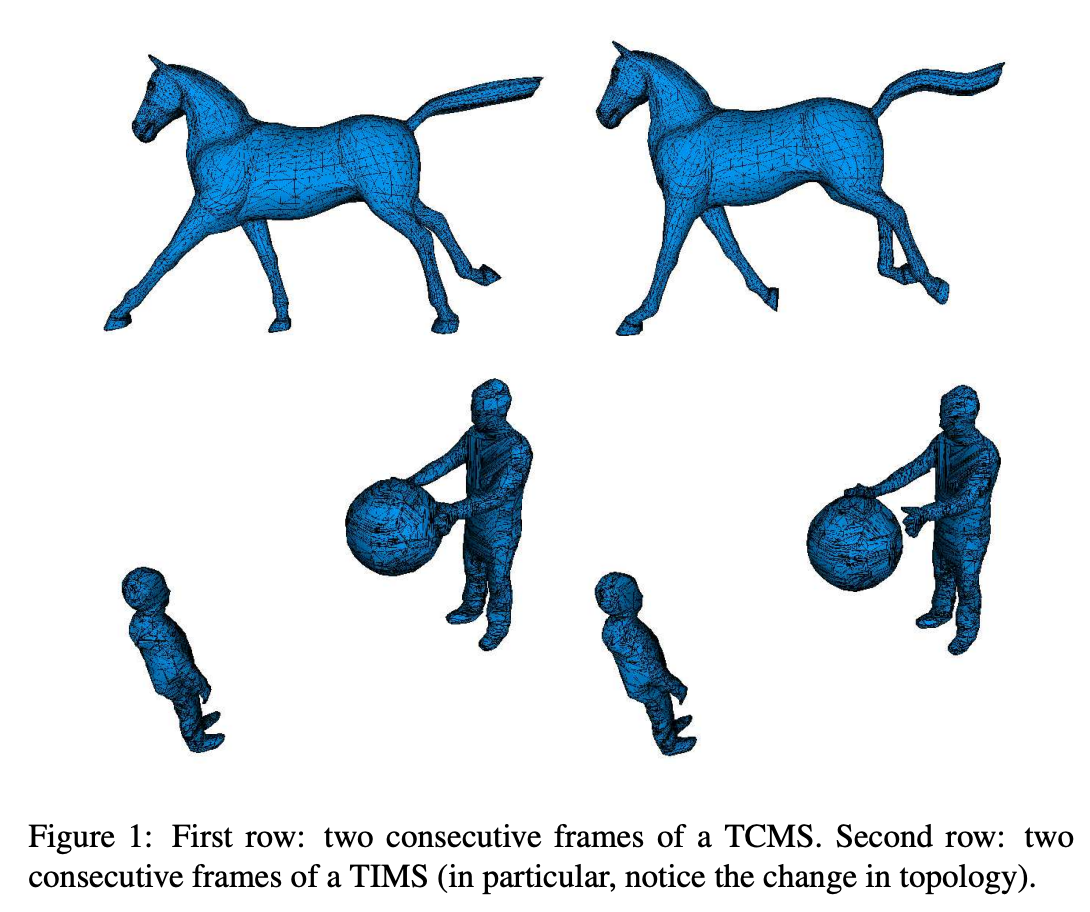 Figure 1: First row: two consecutive frames of a TCMS. Second row: two
consecutive frames of a TIMS (in particular, notice the change in topology).